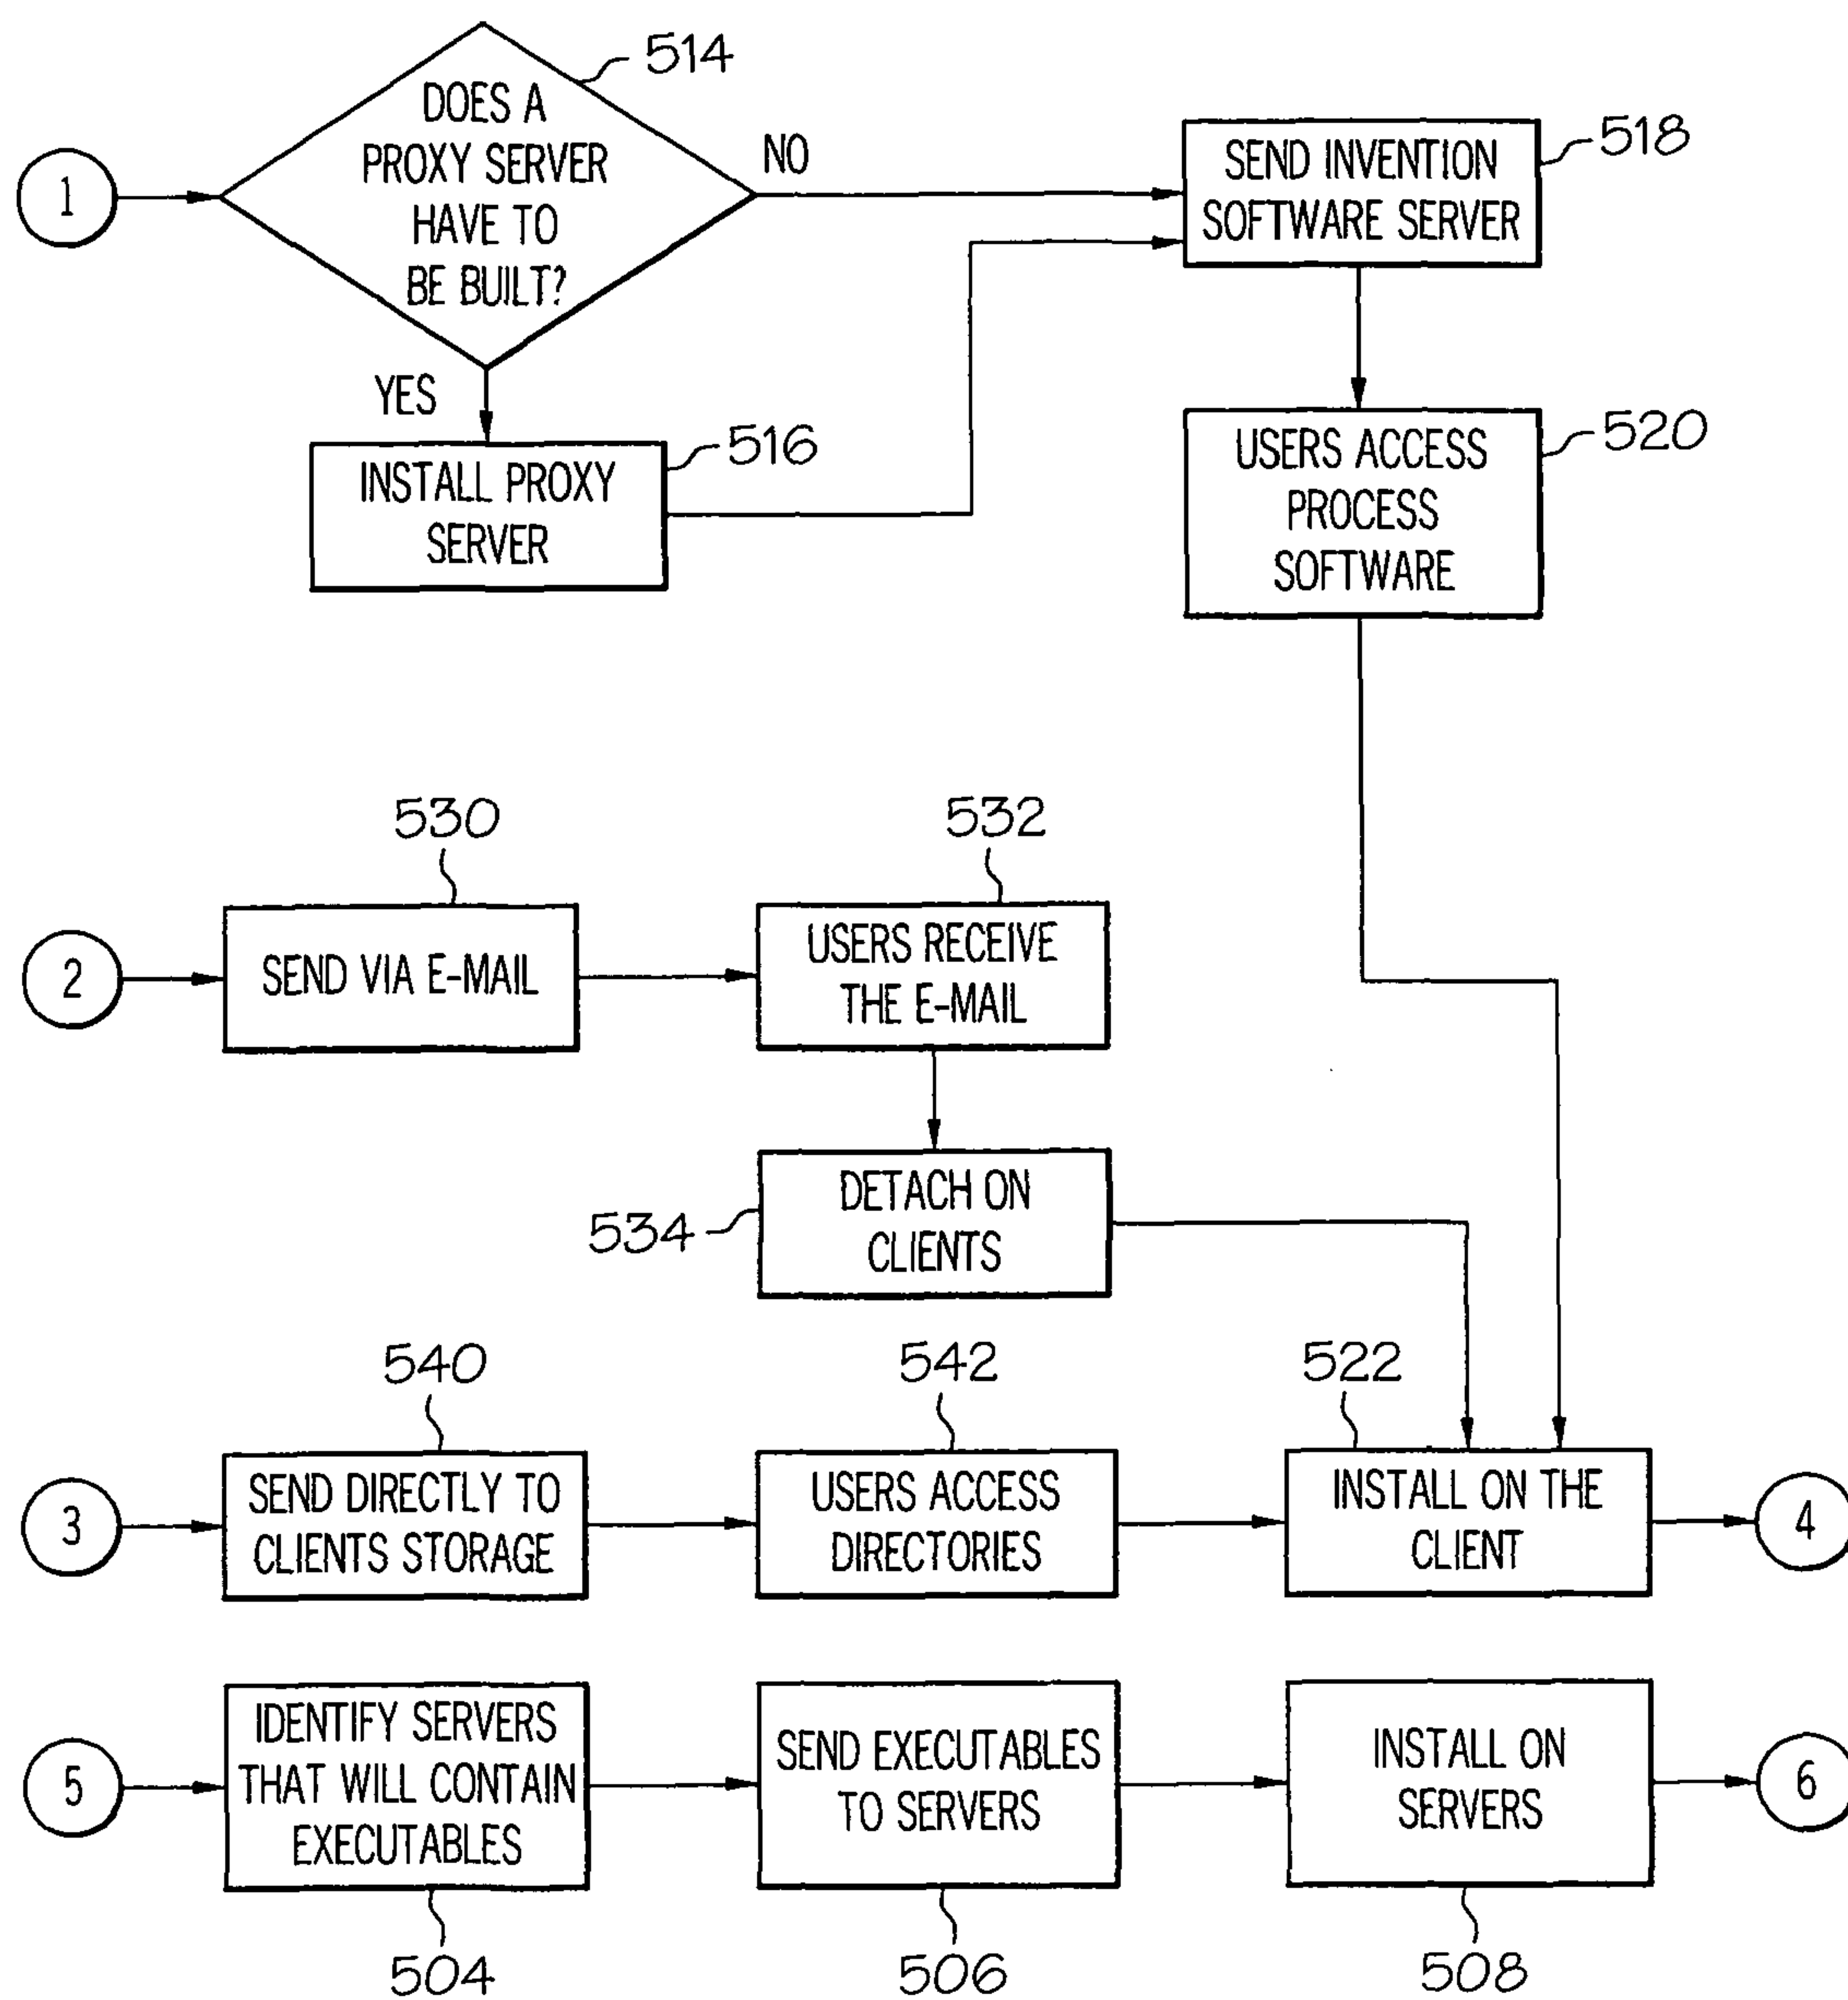 514
DOES A
PROXY SERVER
HAVE TO
BE BUILT?
1
NO
YES
516
INSTALL PROXY
SERVER
518
SEND INVENTION
SOFTWARE SERVER
520
USERS ACCESS
PROCESS
SOFTWARE
530
532
2
SEND VIA E-MAIL
USERS RECEIVE
THE E-MAIL
534
DETACH ON
CLIENTS
540
542
522
3
SEND DIRECTLY TO
CLIENTS STORAGE
USERS ACCESS
DIRECTORIES
INSTALL ON THE
CLIENT
4
5
IDENTIFY SERVERS
THAT WILL CONTAIN
EXECUTABLES
SEND EXECUTABLES
TO SERVERS
INSTALL ON
SERVERS
6
504
506
508